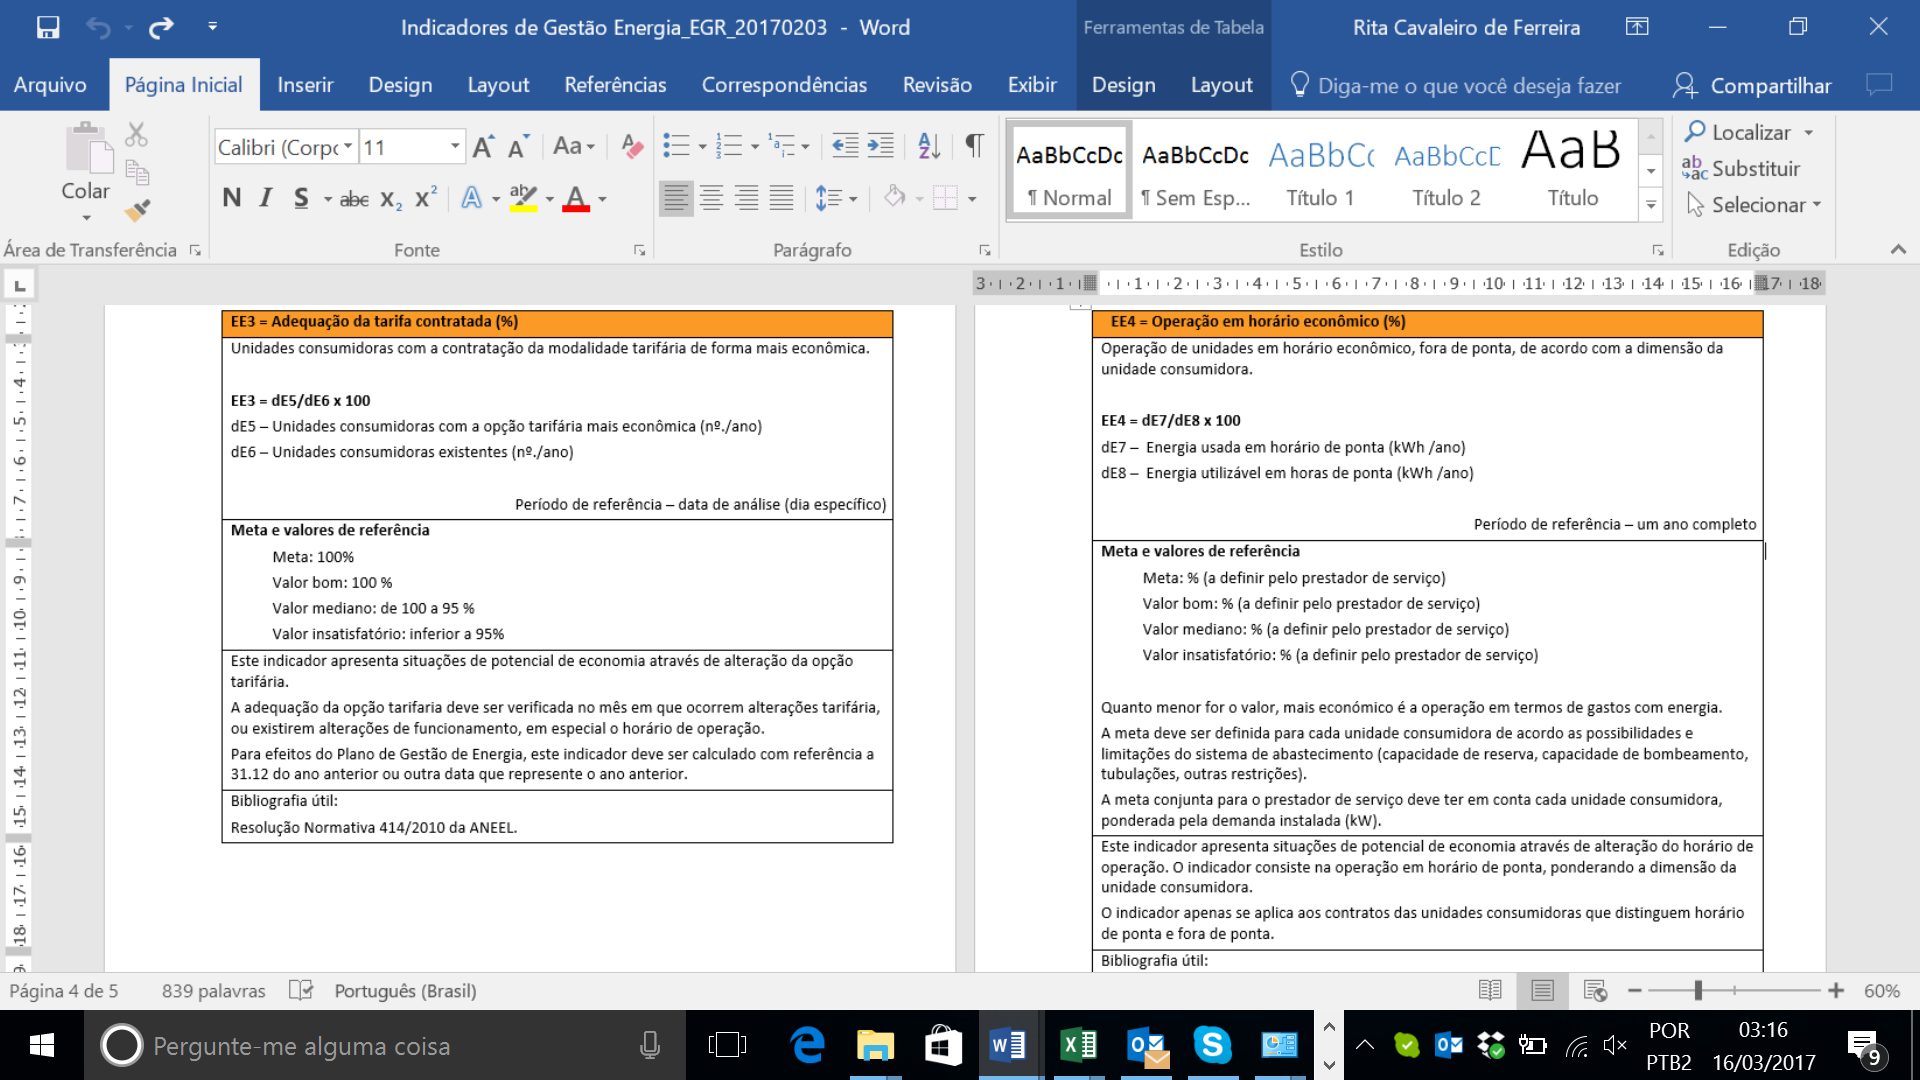 Indicadores de Gestão Energia_EGR_20170203 - Word
Ferramentas de Tabela
Rita Cavaleiro de Ferreira
Arquivo
Página Inicial
Inserir
Design
Layout
Referências
Correspondências
Revisão
Exibir
Design
Layout
Diga-me o que você deseja fazer
Compartilhar
Colar
Área de Transferência
Calibri (Corpo
11
Fonte
Parágrafo
AaBbCcDc
¶ Normal
AaBbCcDc
¶ Sem Esp...
AaBbCc
Título 1
AaBbCcD
Título 2
AaB
Título
Estilo
Localizar
Substituir
Selecionar
Edição
EE3 = Adequação da tarifa contratada (%)
Unidades consumidoras com a contratação da modalidade tarifária de forma mais econômica.
EE3 = dE5/dE6 x 100
dE5 – Unidades consumidoras com a opção tarifária mais econômica (nº./ano)
dE6 – Unidades consumidoras existentes (nº./ano)
Período de referência – data de análise (dia específico)
Meta e valores de referência
Meta: 100%
Valor bom: 100 %
Valor mediano: de 100 a 95 %
Valor insatisfatório: inferior a 95%
Este indicador apresenta situações de potencial de economia através de alteração da opção
tarifária.
A adequação da opção tarifaria deve ser verificada no mês em que ocorrem alterações tarifária,
ou existirem alterações de funcionamento, em especial o horário de operação.
Para efeitos do Plano de Gestão de Energia, este indicador deve ser calculado com referência a
31.12 do ano anterior ou outra data que represente o ano anterior.
Bibliografia útil:
Resolução Normativa 414/2010 da ANEEL.
EE4 = Operação em horário econômico (%)
Operação de unidades em horário econômico, fora de ponta, de acordo com a dimensão da
unidade consumidora.
EE4 = dE7/dE8 x 100
dE7 – Energia usada em horário de ponta (kWh /ano)
dE8 – Energia utilizável em horas de ponta (kWh /ano)
Período de referência – um ano completo
Meta e valores de referência
Meta: % (a definir pelo prestador de serviço)
Valor bom: % (a definir pelo prestador de serviço)
Valor mediano: % (a definir pelo prestador de serviço)
Valor insatisfatório: % (a definir pelo prestador de serviço)
Quanto menor for o valor, mais económico é a operação em termos de gastos com energia.
A meta deve ser definida para cada unidade consumidora de acordo as possibilidades e
limitações do sistema de abastecimento (capacidade de reserva, capacidade de bombeamento,
tubulações, outras restrições).
A meta conjunta para o prestador de serviço deve ter em conta cada unidade consumidora,
ponderada pela demanda instalada (kW).
Este indicador apresenta situações de potencial de economia através de alteração do horário de
operação. O indicador consiste na operação em horário de ponta, ponderando a dimensão da
unidade consumidora.
O indicador apenas se aplica aos contratos das unidades consumidoras que distinguem horário
de ponta e fora de ponta.
Bibliografia útil:
Página 4 de 5
839 palavras
Português (Brasil)
60%
Pergunte-me alguma coisa
POR
PTB2
03:16
16/03/2017
9